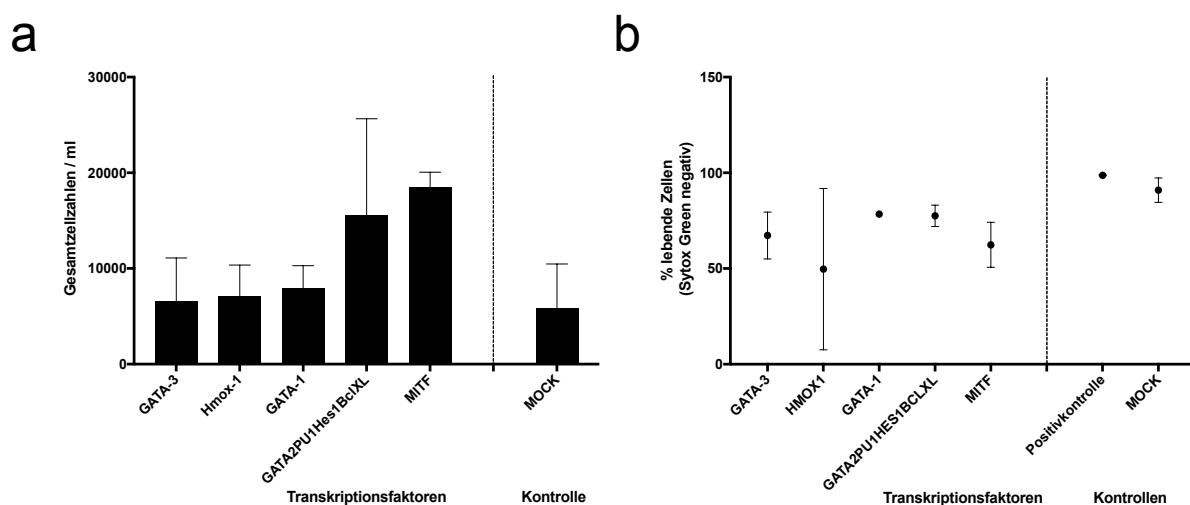 a
Gesamtzellzahlen / ml
30000
20000
10000
0
GATA-3
Hmox-1
GATA-1
GATA2PU1Hes1BclXL
MITF
MOCK
Transkriptionsfaktoren
Kontrolle
b
% lebende Zellen
(Sytox Green negativ)
150
100
50
0
GATA-3
HMOX1
GATA-1
GATA2PU1HES1BCLXL
MITF
Positivkontrolle
MOCK
Transkriptionsfaktoren
Kontrollen